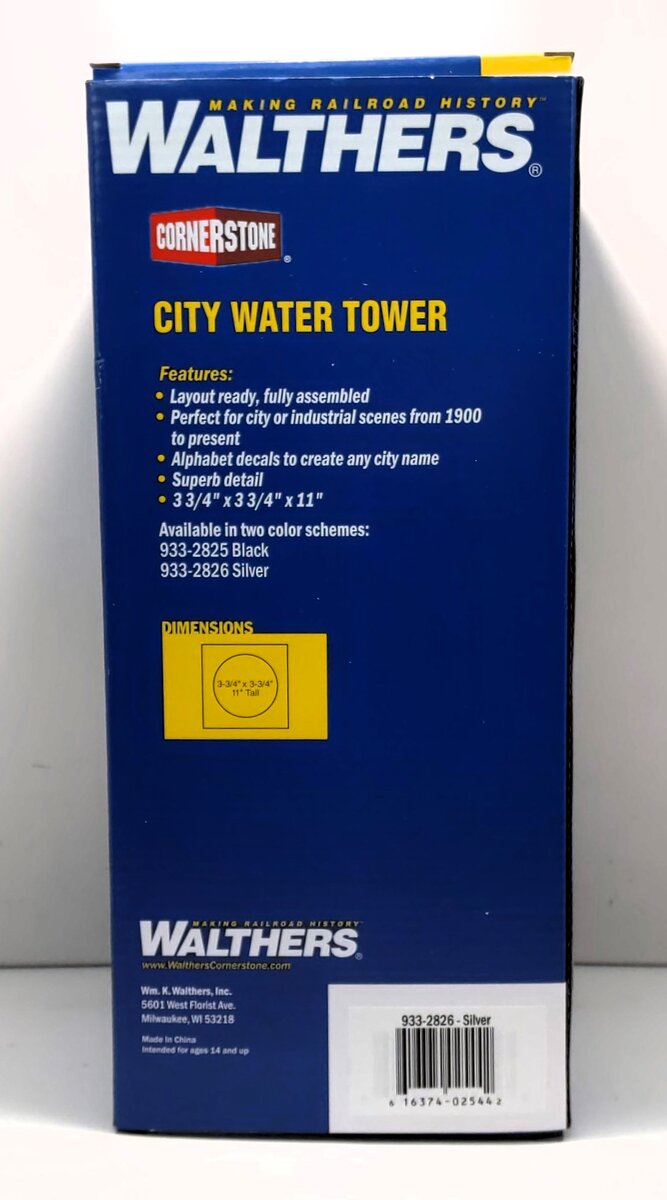 MAKING RAILROAD HISTORY™
WALTHERS®
CORNERSTONE®
CITY WATER TOWER
Features:
• Layout ready, fully assembled
• Perfect for city or industrial scenes from 1900
to present
• Alphabet decals to create any city name
• Superb detail
• 3 3/4" x 3 3/4" x 11"
Available in two color schemes:
933-2825 Black
933-2826 Silver
DIMENSIONS
3-3/4" x 3-3/4"
11" Tall
MAKING RAILROAD HISTORY™
WALTHERS®
www.WalthersCornerstone.com
Wm. K. Walthers, Inc.
5601 West Florist Ave.
Milwaukee, WI 53218
Made In China
Intended for ages 14 and up
933-2826 - Silver
6 16374-02544 2